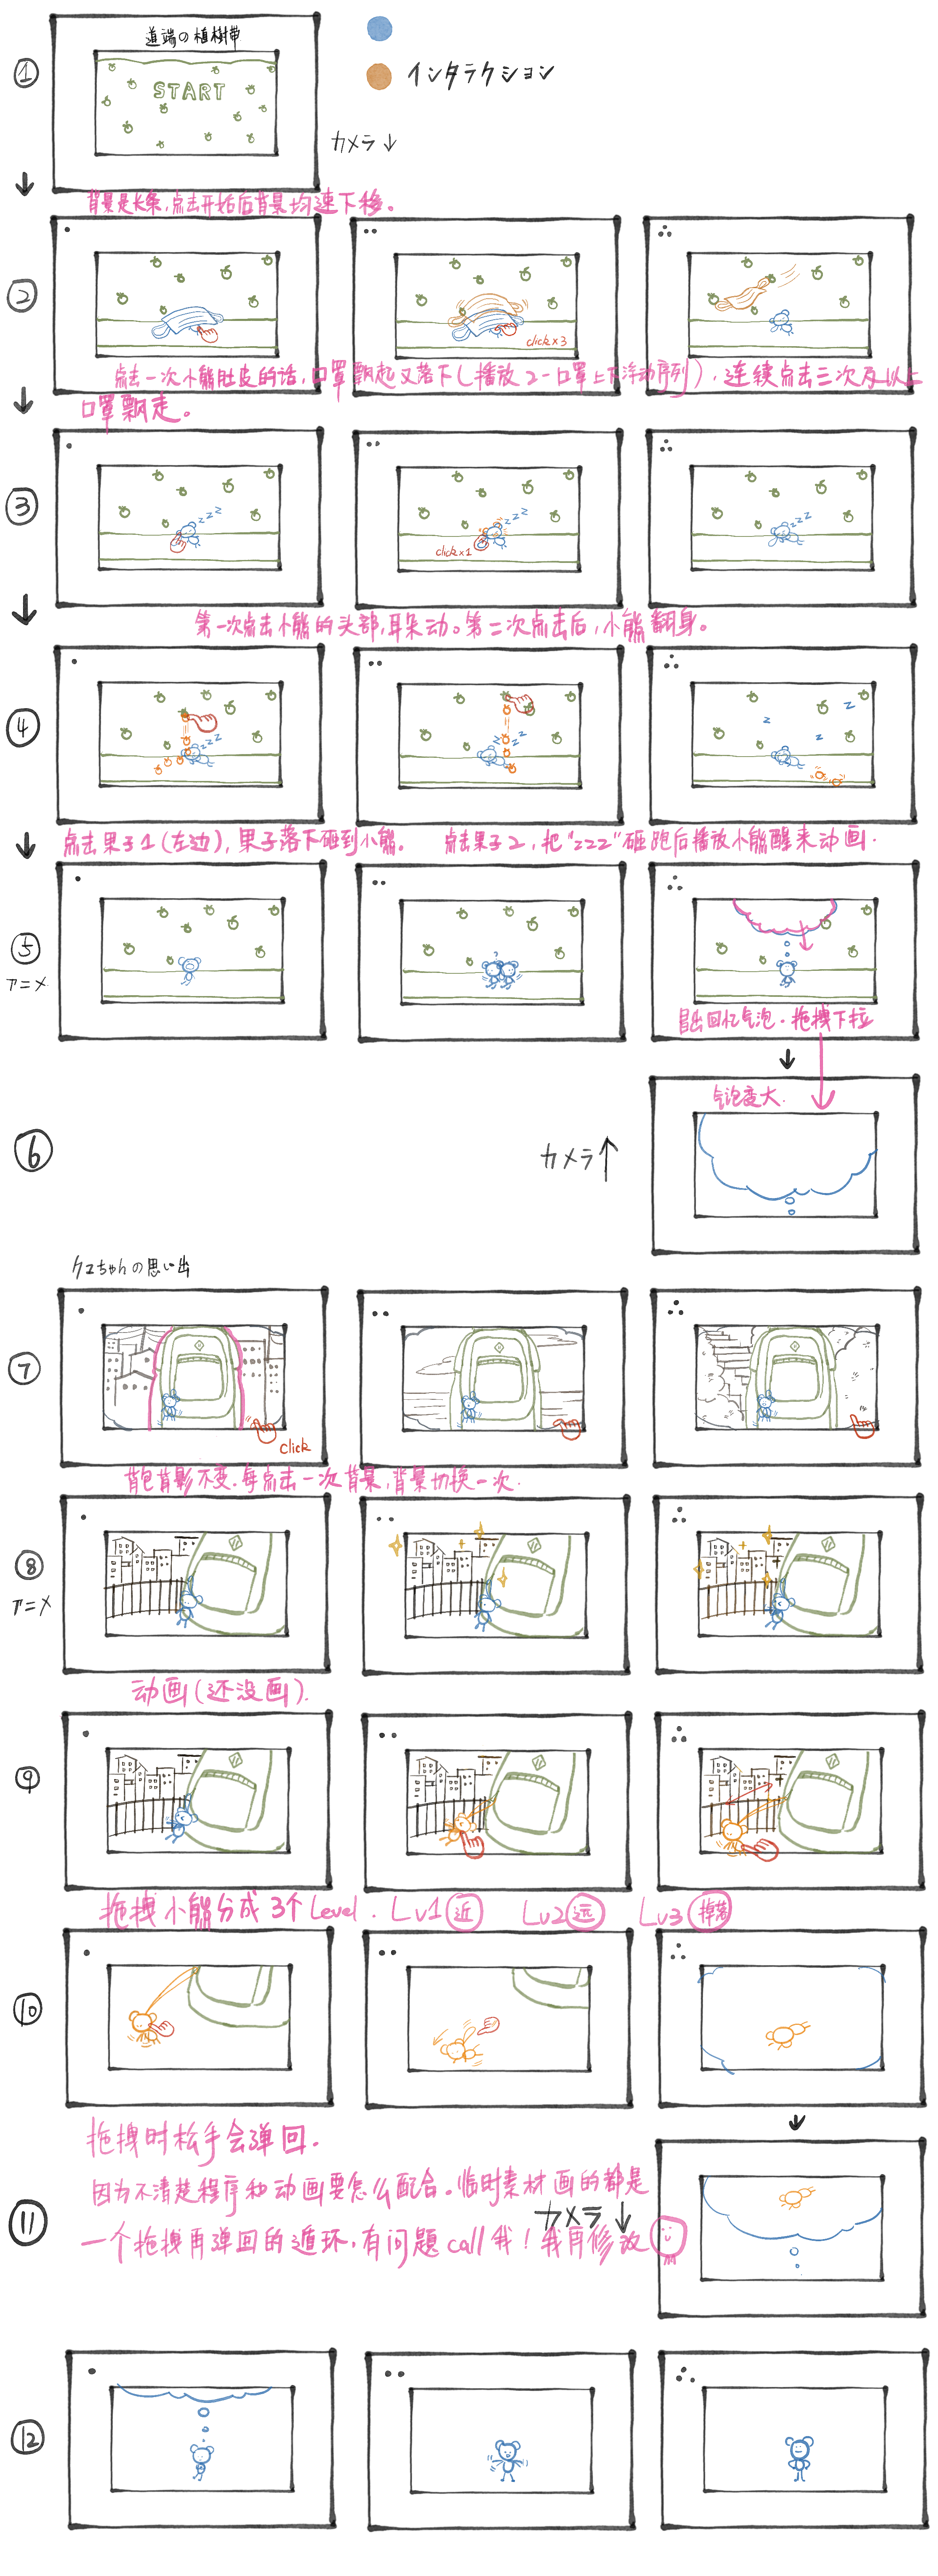 道端の植樹帯
① START
インタラクション
カメラ↓
背景是长条,点击开始后背景均速下移。
②
click×3
点击一次小熊肚皮的话,口罩飘起又落下(播放2-口罩上下浮动序列),连续点击三次及以上
口罩飘走。
③
zzz
click×1
zzz
zzz
第一次点击小熊的头部,耳朵动。第二次点击后,小熊翻身。
④
zzz
zzz
z z z
点击果子1(左边),果子落下砸到小熊。 点击果子2,把"zzz"砸跑后播放小熊醒来动画.
⑤
アニメ
?
冒出回忆气泡.拖拽下拉
气泡变大.
⑥
カメラ↑
クマちゃんの思い出
⑦
click
背包背影不变.每点击一次背景,背景切换一次.
⑧
アニメ
动画(还没画).
⑨
拖拽小熊分成3个Level. Lv1近 Lv2远 Lv3掉落
⑩
拖拽时松手会弹回.
因为不清楚程序和动画要怎么配合.临时素材画的都是
カメラ↓
⑪
一个拖拽再弹回的循环,有问题call我!我再修改
⑫